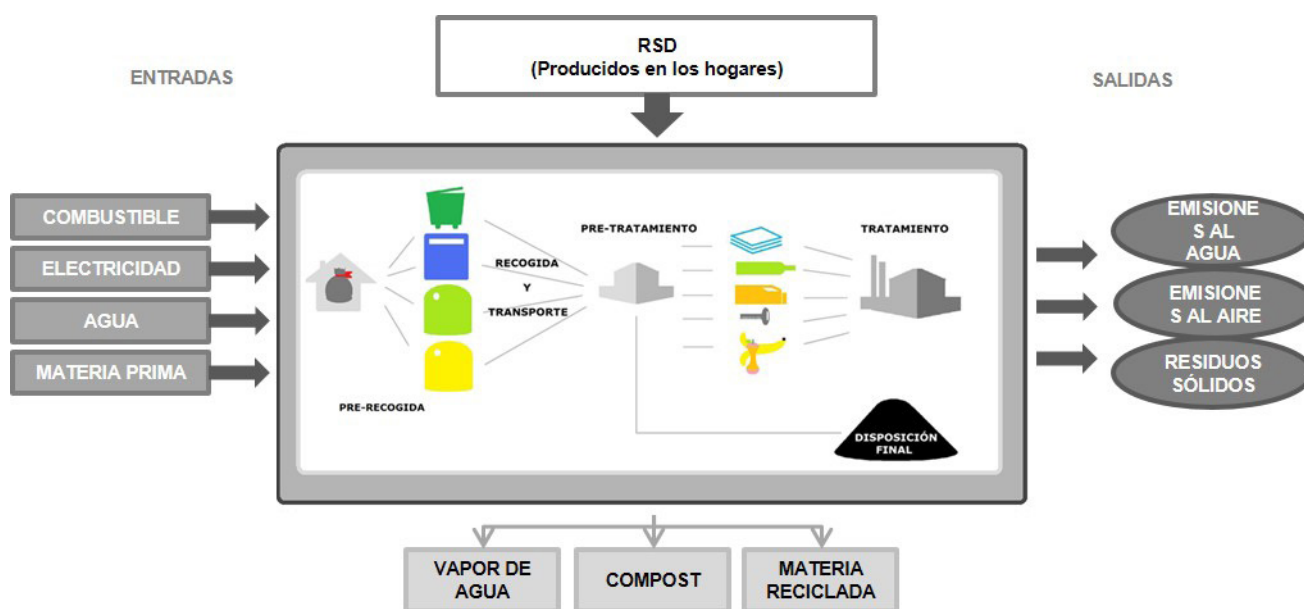 RSD
(Producidos en los hogares)
ENTRADAS
SALIDAS
COMBUSTIBLE
ELECTRICIDAD
AGUA
MATERIA PRIMA
PRE-RECOGIDA
RECOGIDA
Y
TRANSPORTE
PRE-TRATAMIENTO
TRATAMIENTO
DISPOSICIÓN
FINAL
EMISIONE
S AL
AGUA
EMISIONE
S AL AIRE
RESIDUOS
SÓLIDOS
VAPOR DE
AGUA
COMPOST
MATERIA
RECICLADA